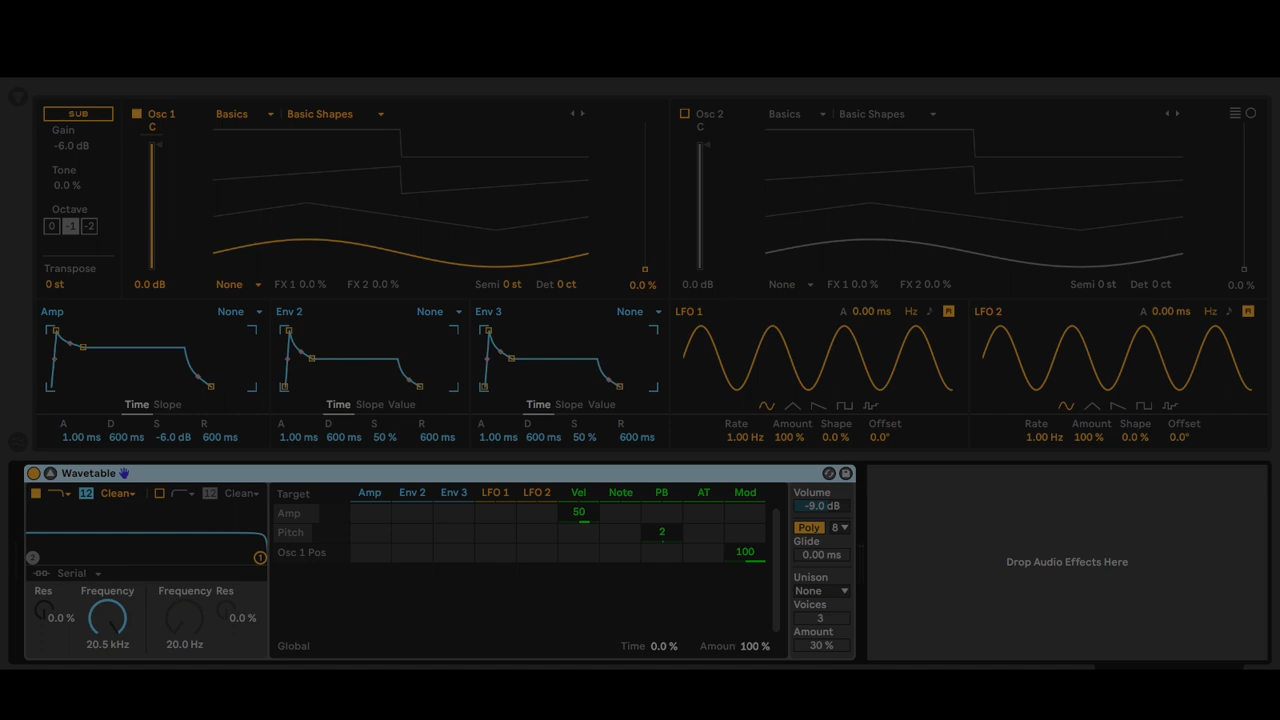 SUB
Gain
-6.0 dB
Tone
0.0 %
Octave
0 -1 -2
Transpose
0 st
Osc 1
C
Basics
Basic Shapes
0.0 dB
None
FX 1 0.0 %
FX 2 0.0 %
Semi 0 st
Det 0 ct
0.0 %
Osc 2
C
Basics
Basic Shapes
0.0 dB
None
FX 1 0.0 %
FX 2 0.0 %
Semi 0 st
Det 0 ct
0.0 %
Amp
None
Time Slope
A D S R
1.00 ms 600 ms -6.0 dB 600 ms
Env 2
None
Time Slope Value
A D S R
1.00 ms 600 ms 50 % 600 ms
Env 3
None
Time Slope Value
A D S R
1.00 ms 600 ms 50 % 600 ms
LFO 1
A 0.00 ms
Hz
R
Rate Amount Shape Offset
1.00 Hz 100 % 0.0 % 0.0°
LFO 2
A 0.00 ms
Hz
R
Rate Amount Shape Offset
1.00 Hz 100 % 0.0 % 0.0°
Wavetable
12 Clean
12 Clean
2
1
Serial
Res Frequency
0.0 %
20.5 kHz
Frequency Res
0.0 %
20.0 Hz
Target Amp Env 2 Env 3 LFO 1 LFO 2 Vel Note PB AT Mod
Amp 50
Pitch 2
Osc 1 Pos 100
Global
Time 0.0 %
Amoun 100 %
Volume
-9.0 dB
Poly 8
Glide
0.00 ms
Unison
None
Voices
3
Amount
30 %
Drop Audio Effects Here